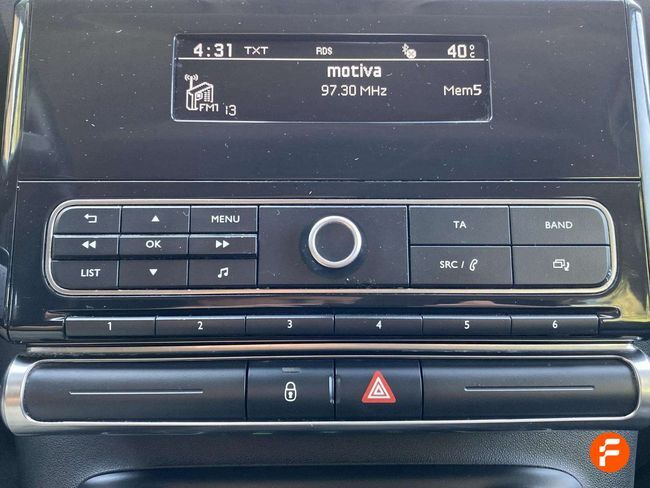 4:31 TXT RDS 40°C
motiva
97.30 MHz Mem5
FM1
MENU
OK
LIST
TA BAND
SRC /
1 2 3 4 5 6